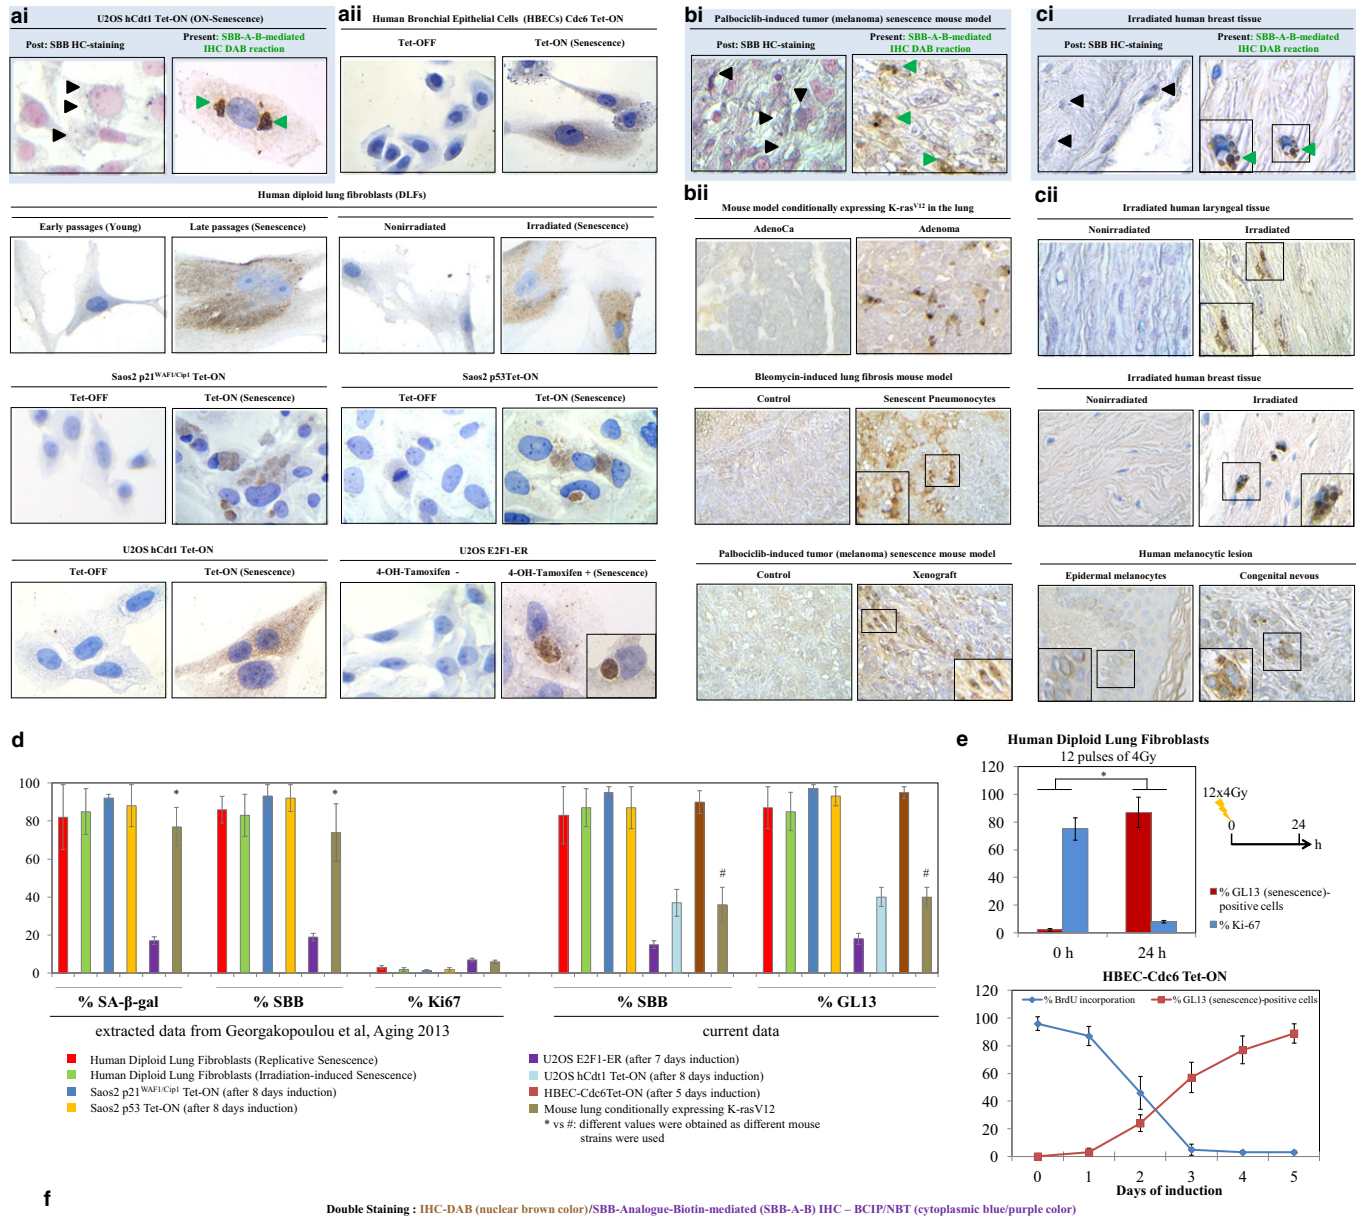 ai
U2OS hCdt1 Tet-ON (ON-Senescence)
Post: SBB HC-staining
Present: SBB-A-B-mediated
IHC DAB reaction
aii
Human Bronchial Epithelial Cells (HBECs) Cdc6 Tet-ON
Tet-OFF
Tet-ON (Senescence)
bi
Palbociclib-induced tumor (melanoma) senescence mouse model
Post: SBB HC-staining
Present: SBB-A-B-mediated
IHC DAB reaction
ci
Irradiated human breast tissue
Post: SBB HC-staining
Present: SBB-A-B-mediated
IHC DAB reaction
Human diploid lung fibroblasts (DLFs)
Early passages (Young)
Late passages (Senescence)
Nonirradiated
Irradiated (Senescence)
bii
Mouse model conditionally expressing K-rasV12 in the lung
AdenoCa
Adenoma
cii
Irradiated human laryngeal tissue
Nonirradiated
Irradiated
Saos2 p21WAF1/Cip1 Tet-ON
Tet-OFF
Tet-ON (Senescence)
Saos2 p53Tet-ON
Tet-OFF
Tet-ON (Senescence)
Bleomycin-induced lung fibrosis mouse model
Control
Senescent Pneumonocytes
Irradiated human breast tissue
Nonirradiated
Irradiated
U2OS hCdt1 Tet-ON
Tet-OFF
Tet-ON (Senescence)
U2OS E2F1-ER
4-OH-Tamoxifen -
4-OH-Tamoxifen + (Senescence)
Palbociclib-induced tumor (melanoma) senescence mouse model
Control
Xenograft
Human melanocytic lesion
Epidermal melanocytes
Congenital nevous
d
100
80
60
40
20
0
*
*
#
#
% SA-β-gal
% SBB
% Ki67
% SBB
% GL13
extracted data from Georgakopoulou et al, Aging 2013
current data
Human Diploid Lung Fibroblasts (Replicative Senescence)
Human Diploid Lung Fibroblasts (Irradiation-induced Senescence)
Saos2 p21WAF1/Cip1 Tet-ON (after 8 days induction)
Saos2 p53 Tet-ON (after 8 days induction)
U2OS E2F1-ER (after 7 days induction)
U2OS hCdt1 Tet-ON (after 8 days induction)
HBEC-Cdc6Tet-ON (after 5 days induction)
Mouse lung conditionally expressing K-rasV12
* vs #: different values were obtained as different mouse
strains were used
e
Human Diploid Lung Fibroblasts
12 pulses of 4Gy
120
100
80
60
40
20
0
*
0 h
24 h
12x4Gy
0
24
h
% GL13 (senescence)-
positive cells
% Ki-67
HBEC-Cdc6 Tet-ON
% BrdU incorporation
% GL13 (senescence)-positive cells
120
100
80
60
40
20
0
0 1 2 3 4 5
Days of induction
f
Double Staining : IHC-DAB (nuclear brown color)/SBB-Analogue-Biotin-mediated (SBB-A-B) IHC – BCIP/NBT (cytoplasmic blue/purple color)